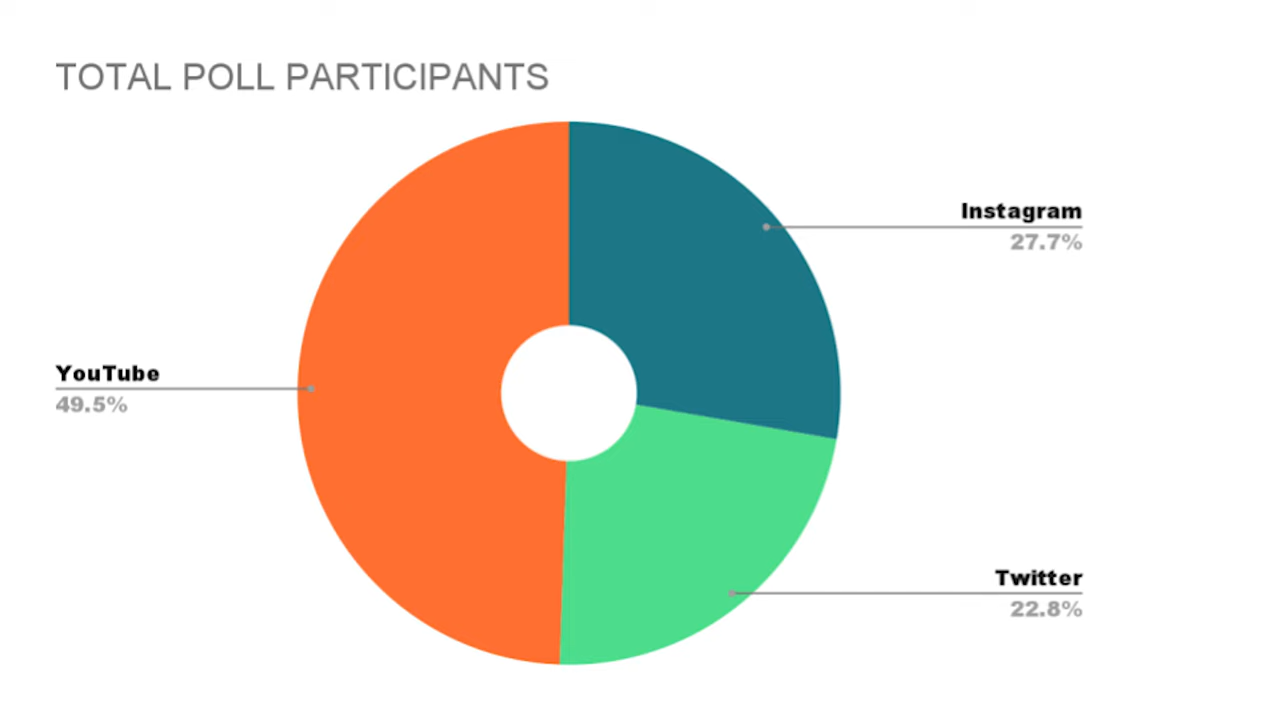 TOTAL POLL PARTICIPANTS
Instagram
27.7%
YouTube
49.5%
Twitter
22.8%